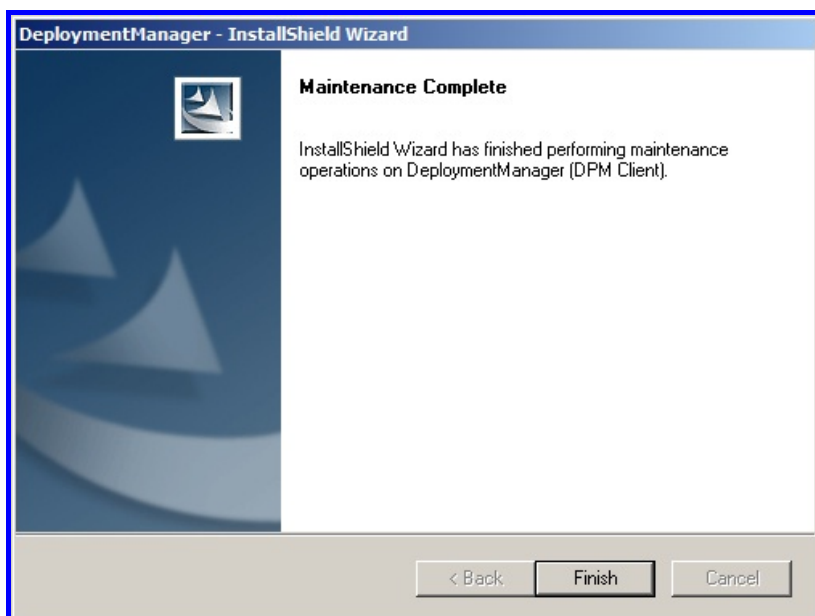 DeploymentManager - InstallShield Wizard
Maintenance Complete
InstallShield Wizard has finished performing maintenance
operations on DeploymentManager (DPM Client).
< Back
Finish
Cancel